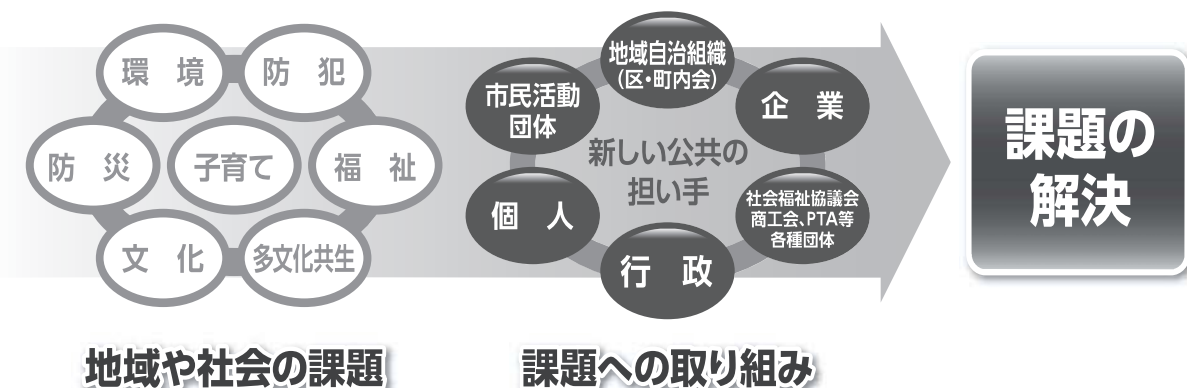 環 境
防 犯
防 災
子育て
福 祉
文 化
多文化共生
地域や社会の課題
地域自治組織
(区・町内会)
市民活動
団体
企 業
新しい公共の
担い手
個 人
社会福祉協議会
商工会、PTA等
各種団体
行 政
課題への取り組み
課題の
解決